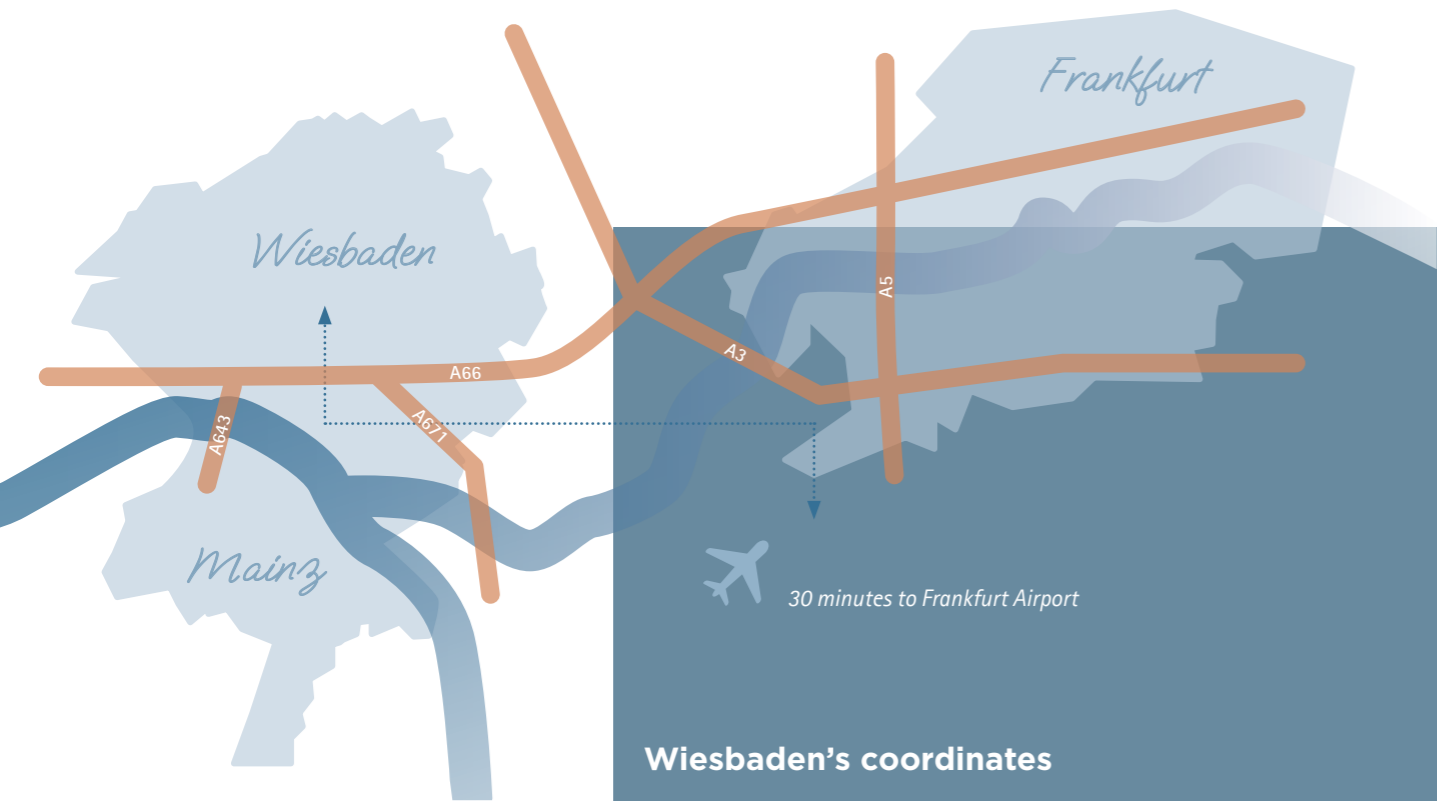 Frankfurt
Wiesbaden
A5
A3
A66
A643
A671
Mainz
30 minutes to Frankfurt Airport
Wiesbaden’s coordinates